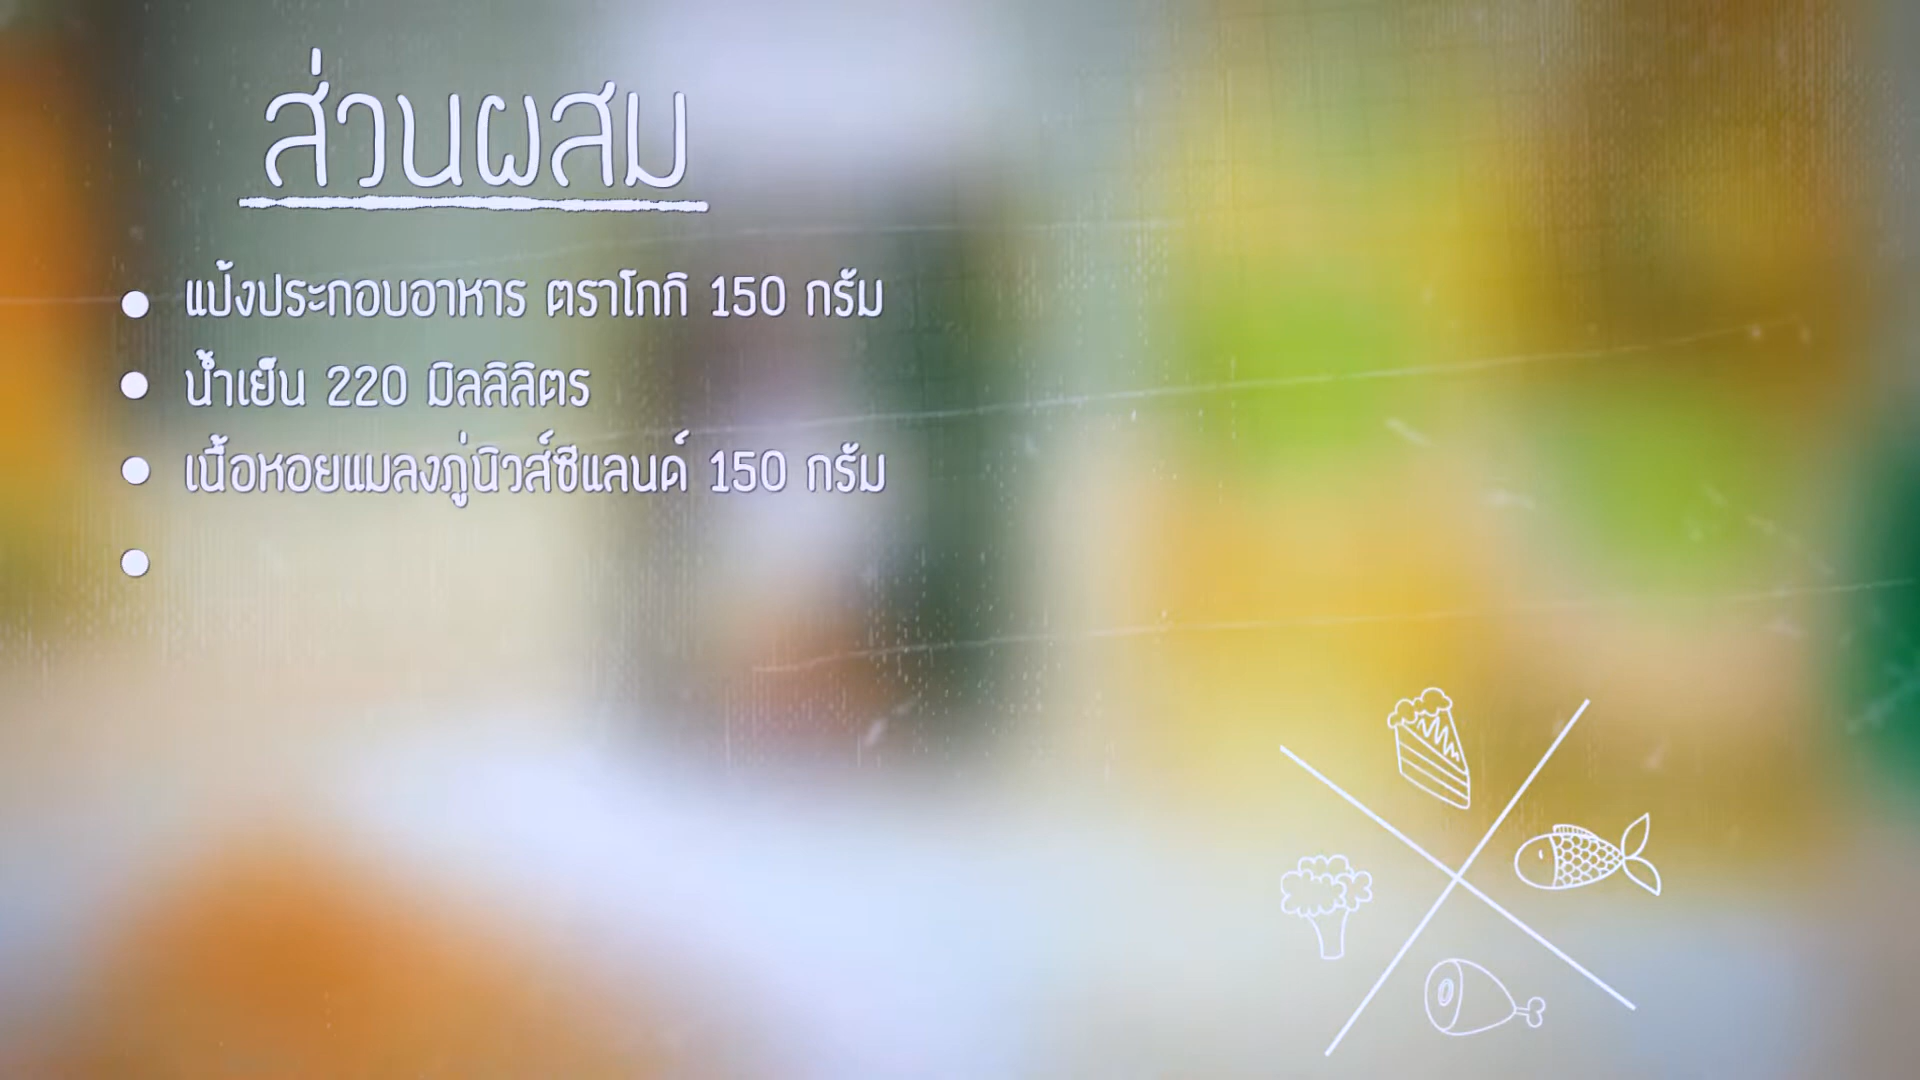 ส่วนผสม
แป้งประกอบอาหาร ตราโกกิ 150 กรัม
น้ำเย็น 220 มิลลิลิตร
เนื้อหอยแมลงภู่นิวส์ซีแลนด์ 150 กรัม